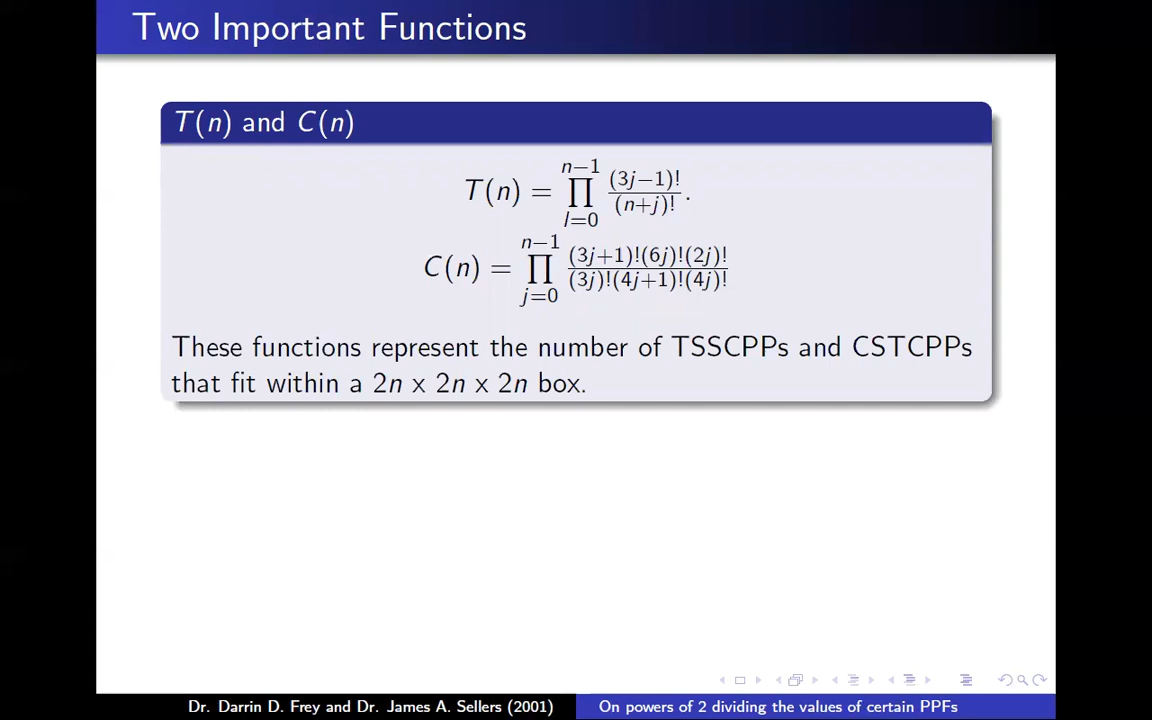 Two Important Functions
T(n) and C(n)
T(n) = ∏_{l=0}^{n−1} (3j−1)!/(n+j)! .
C(n) = ∏_{j=0}^{n−1} (3j+1)!(6j)!(2j)!/(3j)!(4j+1)!(4j)!
These functions represent the number of TSSCPPs and CSTCPPs
that fit within a 2n x 2n x 2n box.
Dr. Darrin D. Frey and Dr. James A. Sellers (2001) On powers of 2 dividing the values of certain PPFs